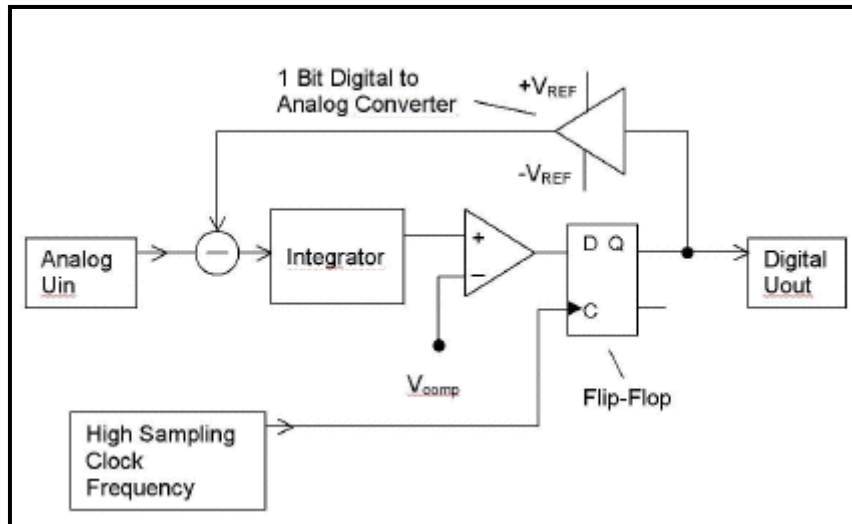 1 Bit Digital to
Analog Converter
+VREF
-VREF
Analog
Uin
−
Integrator
+
−
D Q
C
Digital
Uout
Vcomp
Flip-Flop
High Sampling
Clock
Frequency